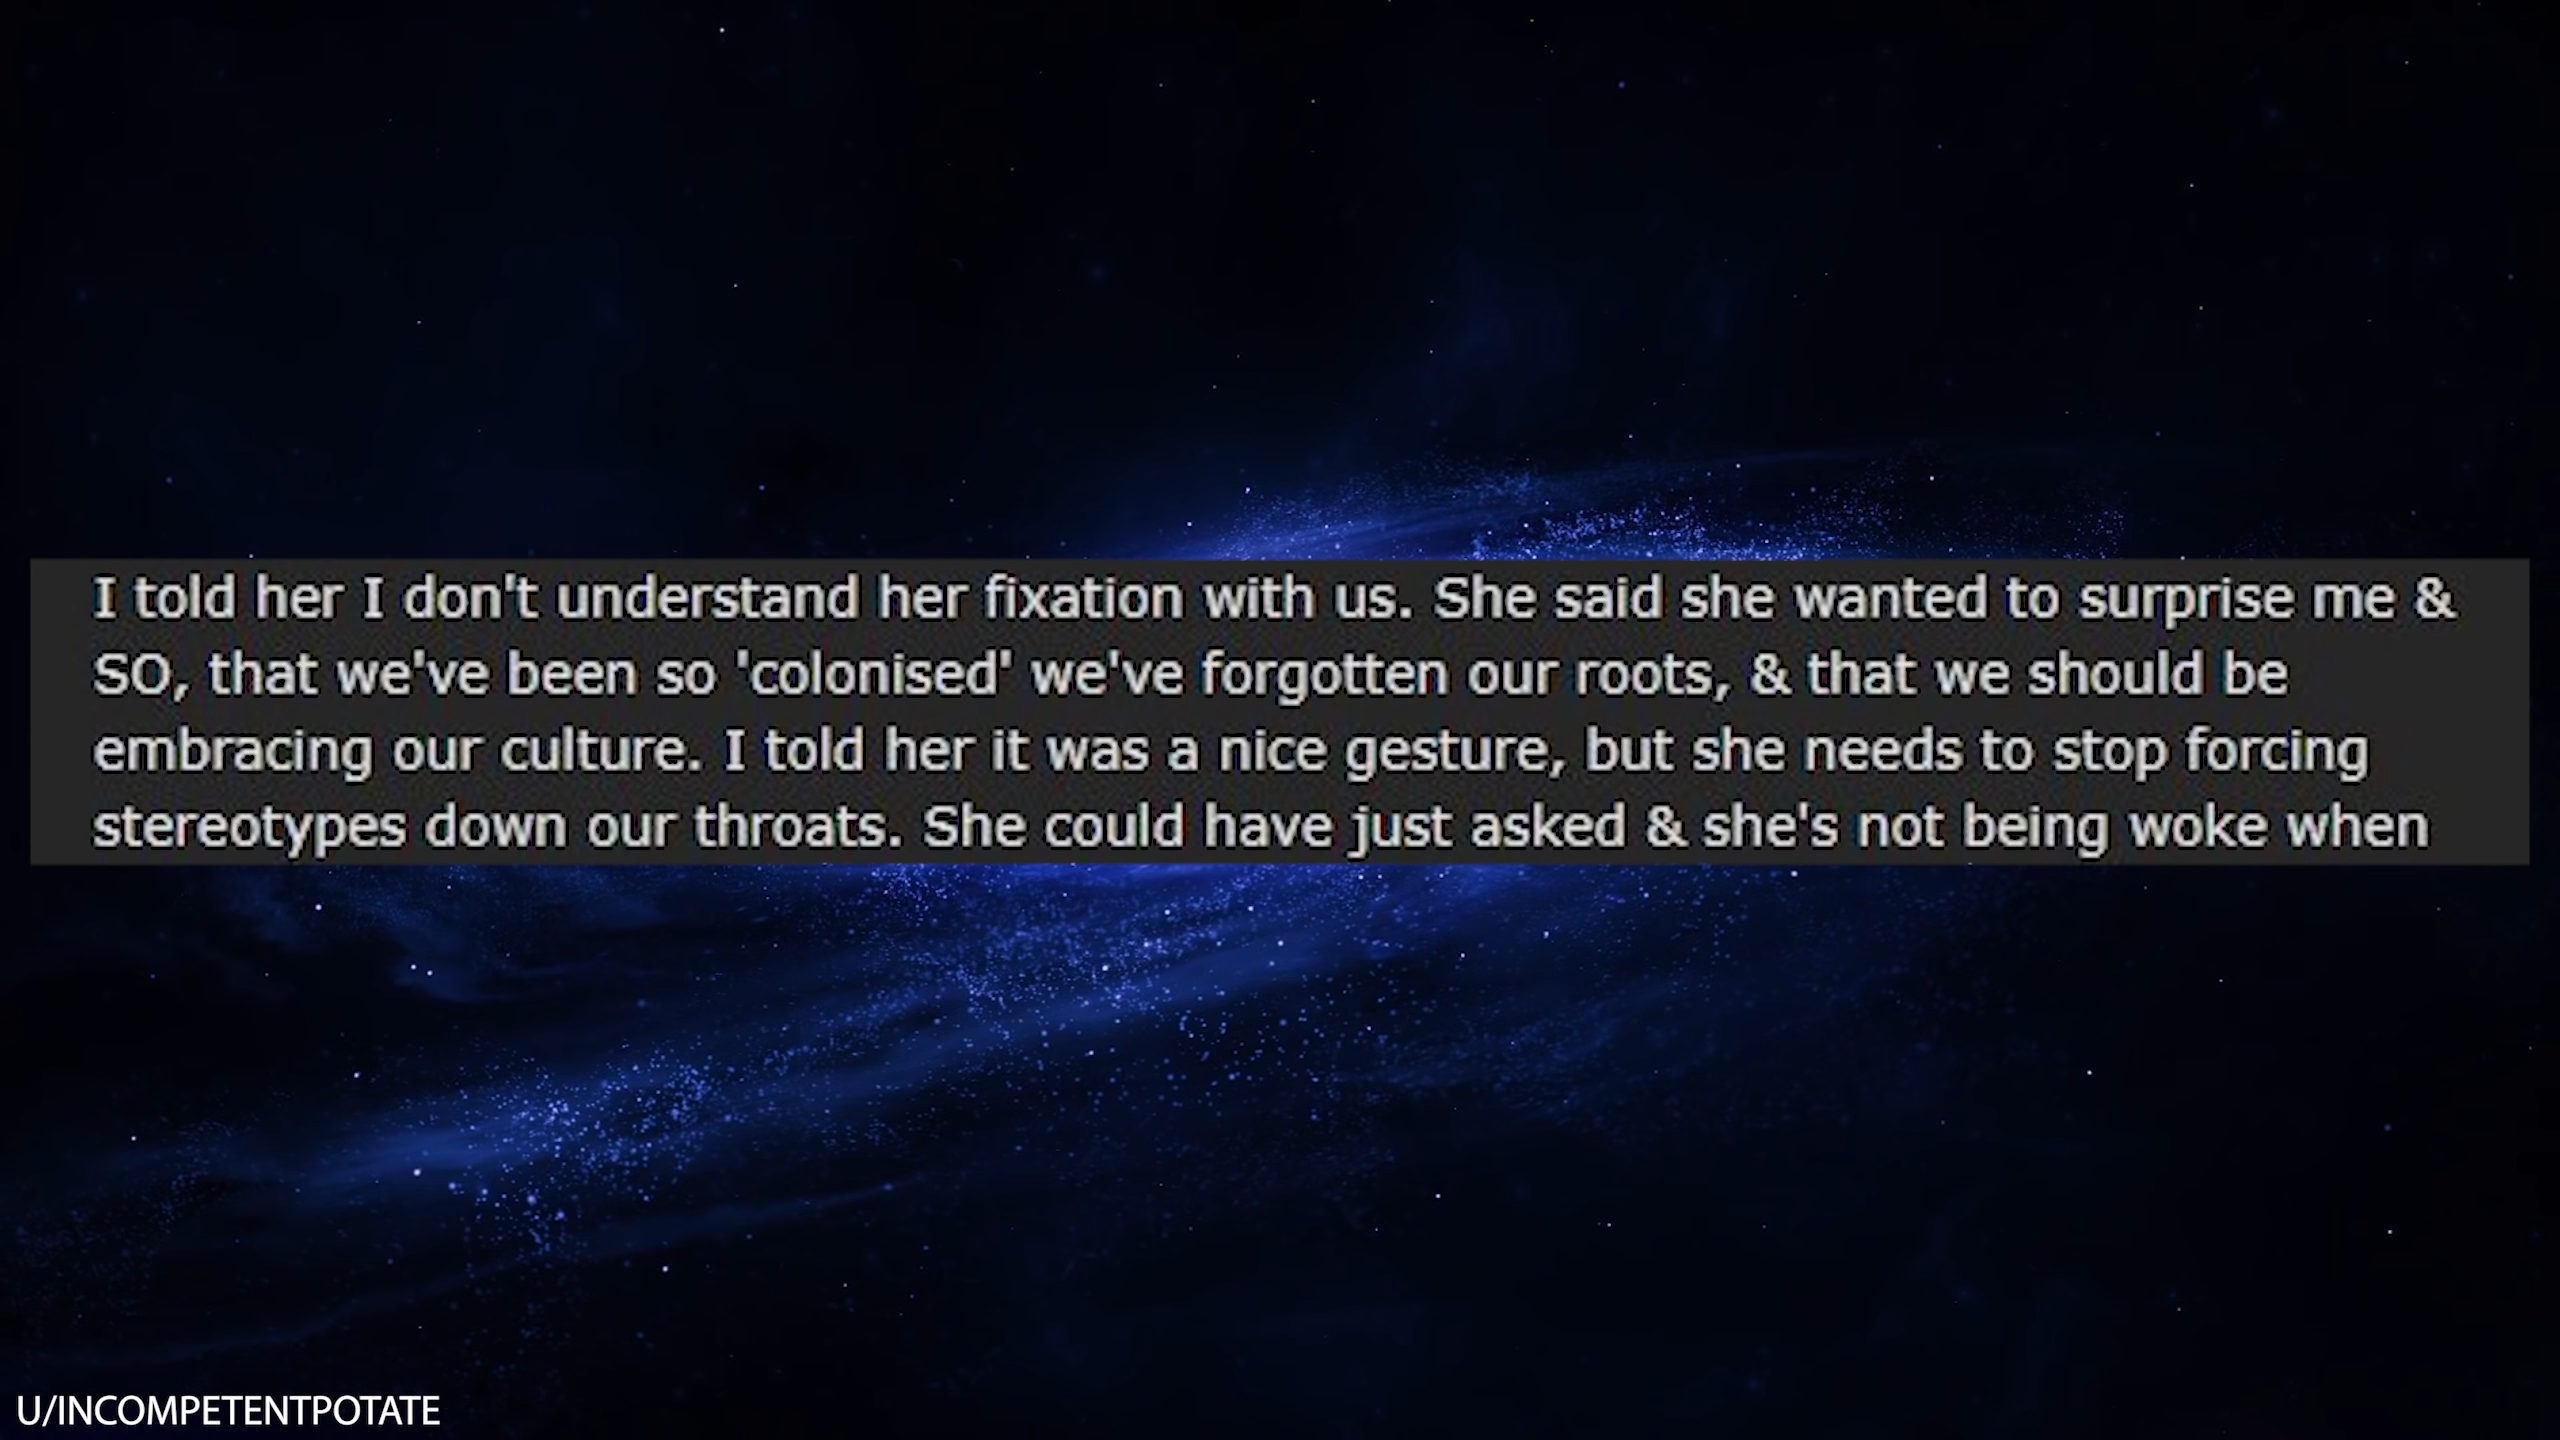 I told her I don't understand her fixation with us. She said she wanted to surprise me &
SO, that we've been so 'colonised' we've forgotten our roots, & that we should be
embracing our culture. I told her it was a nice gesture, but she needs to stop forcing
stereotypes down our throats. She could have just asked & she's not being woke when
U/INCOMPETENTPOTATE